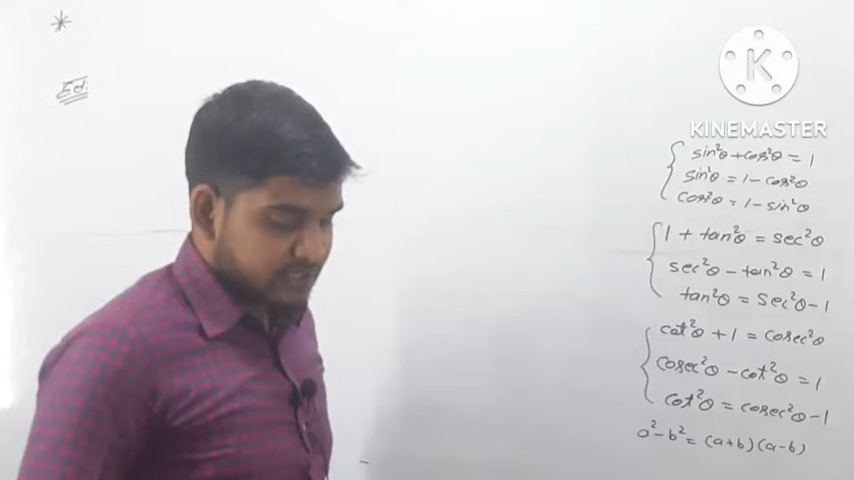 *
हल:
KINEMASTER
sin²θ + cos²θ = 1
sin²θ = 1 - cos²θ
cos²θ = 1 - sin²θ
1 + tan²θ = sec²θ
sec²θ - tan²θ = 1
tan²θ = sec²θ - 1
cot²θ + 1 = cosec²θ
cosec²θ - cot²θ = 1
cot²θ = cosec²θ - 1
a² - b² = (a+b)(a-b)